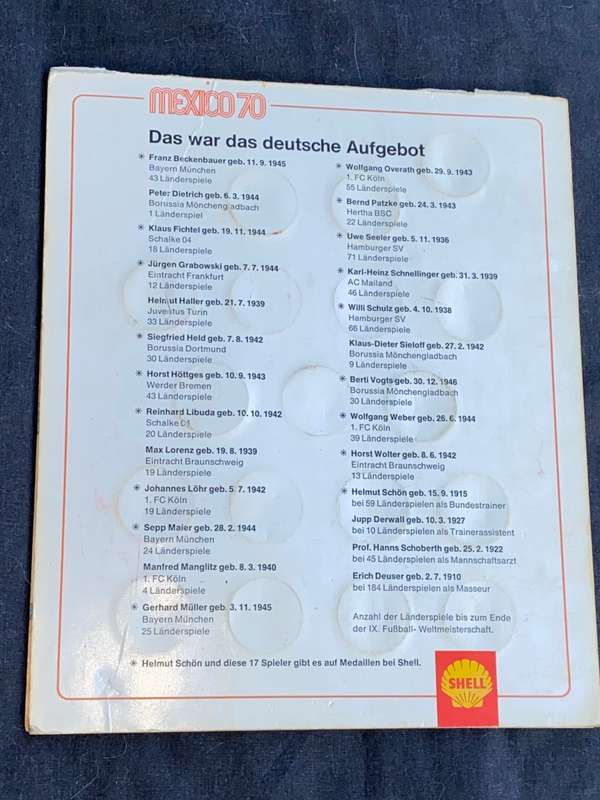 MEXICO 70
Das war das deutsche Aufgebot
* Franz Beckenbauer geb. 11. 9. 1945
Bayern München
43 Länderspiele
Peter Dietrich geb. 6. 3. 1944
Borussia Möncheng adbach
1 Länderspiel
* Klaus Fichtel geb. 19. 11. 1944
Schalke 04
18 Länderspiele
* Jürgen Grabowski geb. 7. 7. 1944
Eintracht Frankfurt
12 Länderspiele
Helmut Haller geb. 21. 7. 1939
Juventus Turin
33 Länderspiele
* Siegfried Held geb. 7. 8. 1942
Borussia Dortmund
30 Länderspiele
* Horst Höttges geb. 10. 9. 1943
Werder Bremen
43 Länderspiele
* Reinhard Libuda geb. 10. 10. 1942
Schalke 04
20 Länderspiele
Max Lorenz geb. 19. 8. 1939
Eintracht Braunschweig
19 Länderspiele
* Johannes Löhr geb. 5. 7. 1942
1. FC Köln
19 Länderspiele
* Sepp Maier geb. 28. 2. 1944
Bayern München
24 Länderspiele
Manfred Manglitz geb. 8. 3. 1940
1. FC Köln
4 Länderspiele
* Gerhard Müller geb. 3. 11. 1945
Bayern München
25 Länderspiele
* Wolfgang Overath geb. 29. 9. 1943
1. FC Köln
55 Länderspiele
* Bernd Patzke geb. 24. 3. 1943
Hertha BSC
22 Länderspiele
* Uwe Seeler geb. 5. 11. 1936
Hamburger SV
71 Länderspiele
* Karl-Heinz Schnellinger geb. 31. 3. 1939
AC Mailand
46 Länderspiele
* Willi Schulz geb. 4. 10. 1938
Hamburger SV
66 Länderspiele
Klaus-Dieter Sieloff geb. 27. 2. 1942
Borussia Mönchengladbach
9 Länderspiele
* Berti Vogts geb. 30. 12. 1946
Borussia Mönchengladbach
30 Länderspiele
* Wolfgang Weber geb. 26. 6. 1944
1. FC Köln
39 Länderspiele
* Horst Wolter geb. 8. 6. 1942
Eintracht Braunschweig
13 Länderspiele
* Helmut Schön geb. 15. 9. 1915
bei 59 Länderspielen als Bundestrainer
Jupp Derwall geb. 10. 3. 1927
bei 10 Länderspielen als Trainerassistent
Prof. Hanns Schoberth geb. 25. 2. 1922
bei 45 Länderspielen als Mannschaftsarzt
Erich Deuser geb. 2. 7. 1910
bei 184 Länderspielen als Masseur
Anzahl der Länderspiele bis zum Ende
der IX. Fußball- Weltmeisterschaft.
* Helmut Schön und diese 17 Spieler gibt es auf Medaillen bei Shell.
SHELL